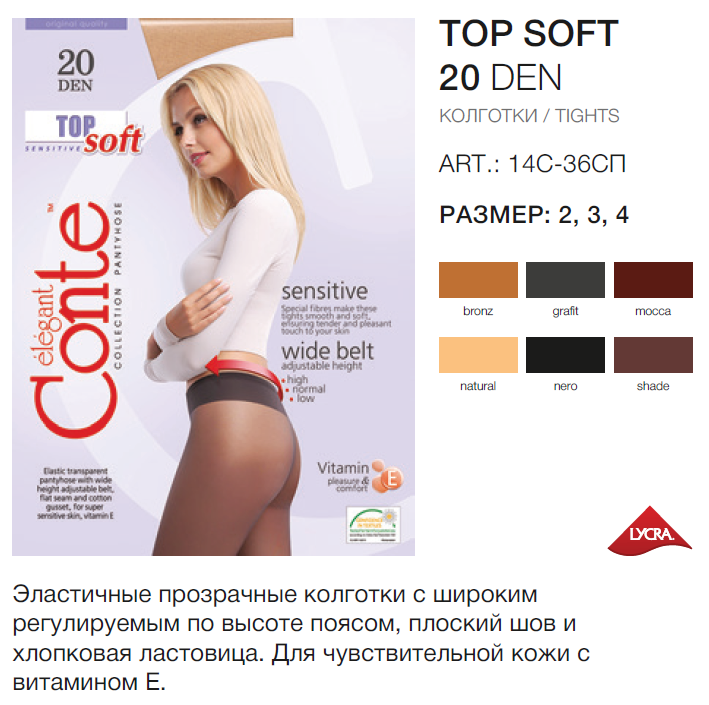 original quality
20
DEN
TOP
SENSITIVE soft
élégant
Conte™
COLLECTION PANTYHOSE
sensitive
Special fibres make these
tights smooth and soft,
ensuring tender and pleasant
touch to your skin
wide belt
adjustable height
• high
• normal
• low
Elastic transparent
pantyhose with wide
height adjustable belt,
flat seam and cotton
gusset, for super
sensitive skin, vitamin E
Vitamin
pleasure &
comfort
E
TOP SOFT
20 DEN
КОЛГОТКИ / TIGHTS
ART.: 14С-36СП
РАЗМЕР: 2, 3, 4
bronz grafit mocca
natural nero shade
LYCRA
Эластичные прозрачные колготки с широким
регулируемым по высоте поясом, плоский шов и
хлопковая ластовица. Для чувствительной кожи с
витамином Е.